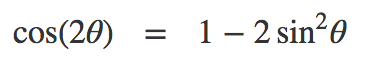 cos(2θ) = 1 − 2 sin²θ